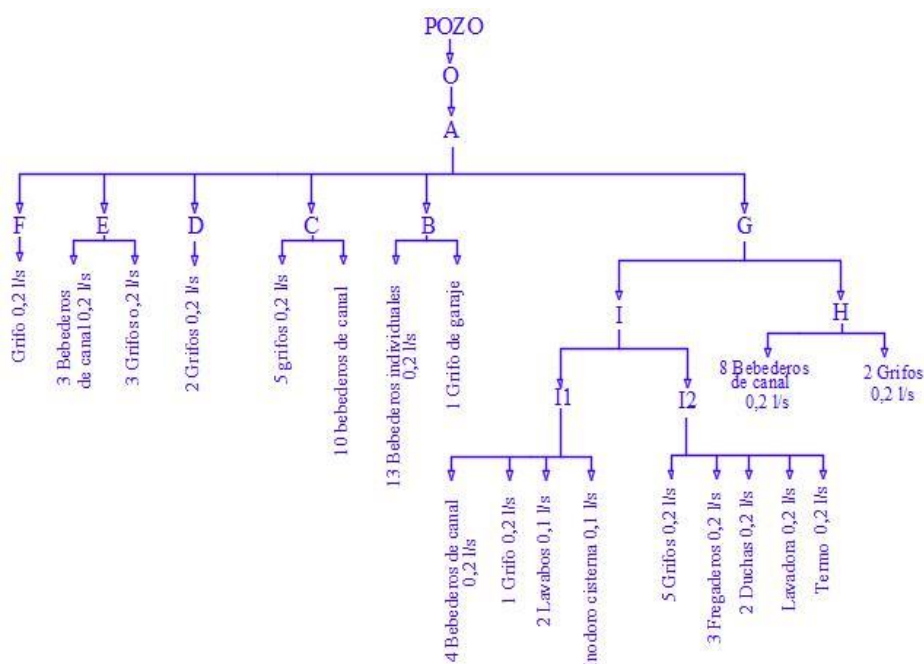 POZO
O
A
F
E
D
C
B
G
Grifo 0,2 l/s
3 Bebederos
de canal 0,2 l/s
3 Grifos 0,2 l/s
2 Grifos 0,2 l/s
5 grifos 0,2 l/s
10 bebederos de canal
13 Bebederos individuales
0,2 l/s
1 Grifo de garaje
I
H
8 Bebederos
de canal
0,2 l/s
2 Grifos
0,2 l/s
I1
I2
4 Bebederos de canal
0,2 l/s
1 Grifo 0,2 l/s
2 Lavabos 0,1 l/s
nodoro cisterna 0,1 l/s
5 Grifos 0,2 l/s
3 Fregaderos 0,2 l/s
2 Duchas 0,2 l/s
Lavadora 0,2 l/s
Termo 0,2 l/s